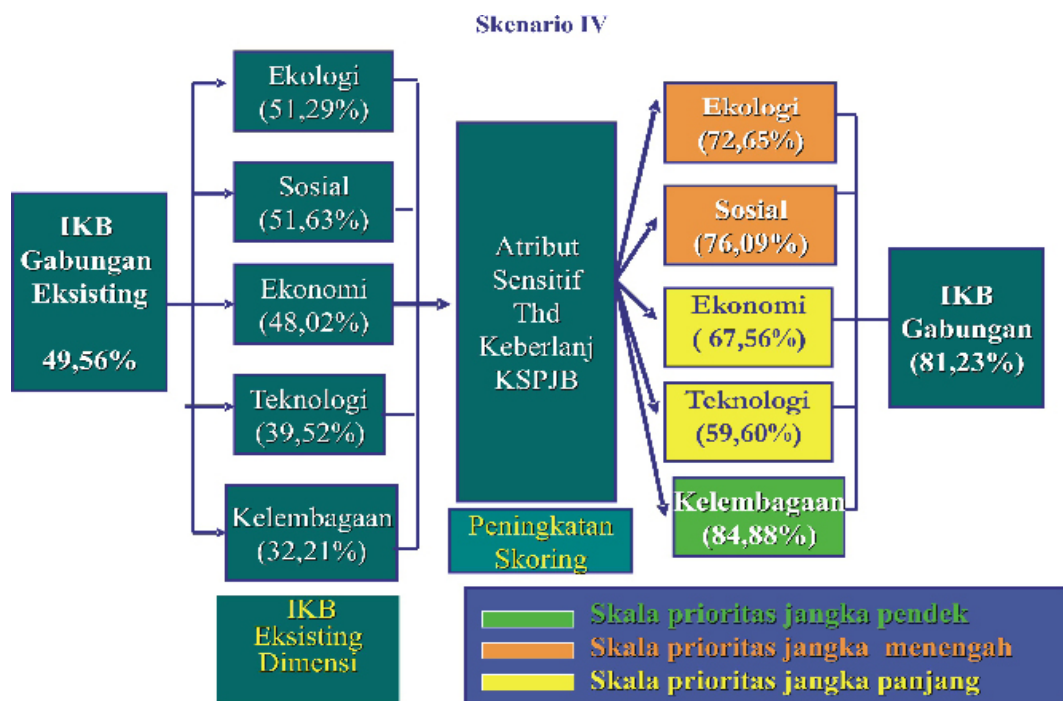 Skenario IV
IKB
Gabungan
Eksisting
49,56%
Ekologi
(51,29%)
Sosial
(51,63%)
Ekonomi
(48,02%)
Teknologi
(39,52%)
Kelembagaan
(32,21%)
IKB
Eksisting
Dimensi
Atribut
Sensitif
Thd
Keberlanj
KSPJB
Peningkatan
Skoring
Ekologi
(72,65%)
Sosial
(76,09%)
Ekonomi
( 67,56%)
Teknologi
(59,60%)
Kelembagaan
(84,88%)
IKB
Gabungan
(81,23%)
Skala prioritas jangka pendek
Skala prioritas jangka menengah
Skala prioritas jangka panjang